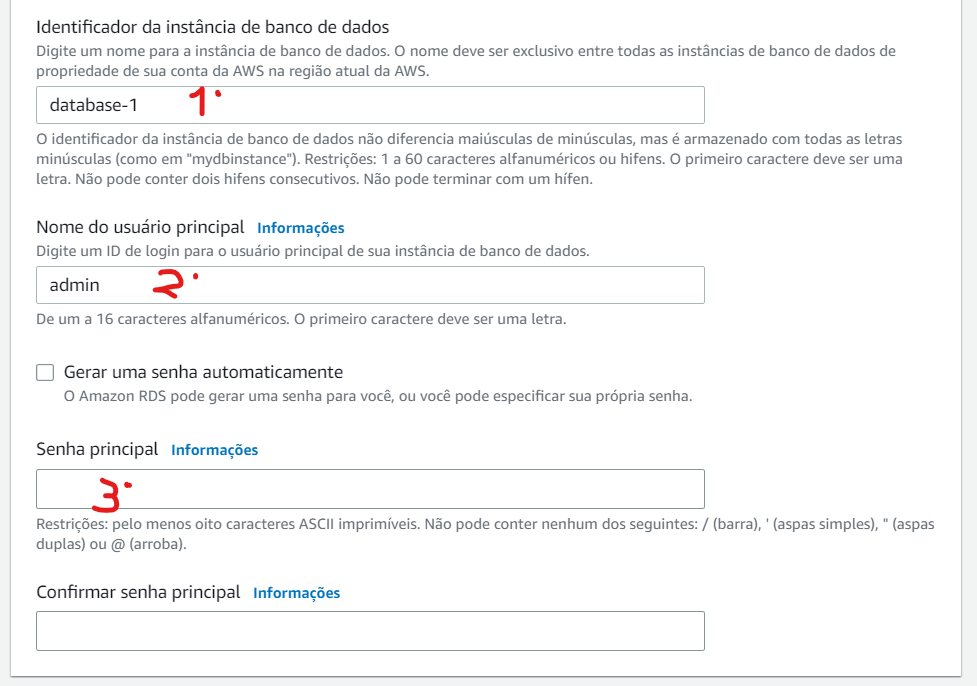 Identificador da instância de banco de dados
Digite um nome para a instância de banco de dados. O nome deve ser exclusivo entre todas as instâncias de banco de dados de
propriedade de sua conta da AWS na região atual da AWS.
database-1 1.
O identificador da instância de banco de dados não diferencia maiúsculas de minúsculas, mas é armazenado com todas as letras
minúsculas (como em "mydbinstance"). Restrições: 1 a 60 caracteres alfanuméricos ou hifens. O primeiro caractere deve ser uma
letra. Não pode conter dois hifens consecutivos. Não pode terminar com um hífen.
Nome do usuário principal Informações
Digite um ID de login para o usuário principal de sua instância de banco de dados.
admin 2.
De um a 16 caracteres alfanuméricos. O primeiro caractere deve ser uma letra.
Gerar uma senha automaticamente
O Amazon RDS pode gerar uma senha para você, ou você pode especificar sua própria senha.
Senha principal Informações
3.
Restrições: pelo menos oito caracteres ASCII imprimíveis. Não pode conter nenhum dos seguintes: / (barra), ' (aspas simples), " (aspas
duplas) ou @ (arroba).
Confirmar senha principal Informações